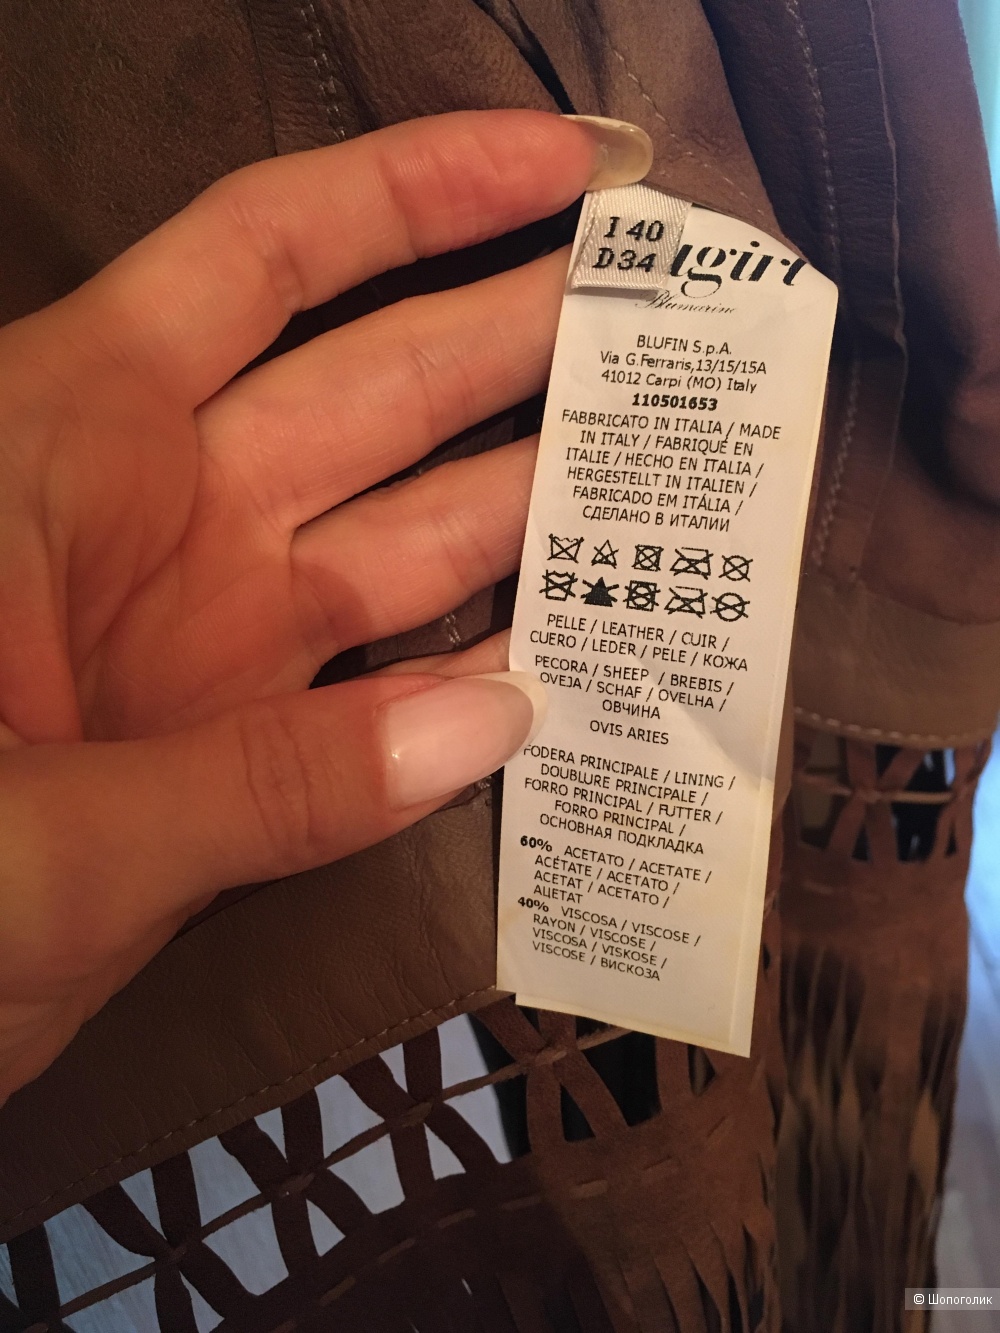 I 40
D 34
Blumarine
BLUFIN S.p.A.
Via G.Ferraris,13/15/15A
41012 Carpi (MO) Italy
110501653
FABBRICATO IN ITALIA / MADE
IN ITALY / FABRIQUÉ EN
ITALIE / HECHO EN ITALIA /
HERGESTELLT IN ITALIEN /
FABRICADO EM ITÁLIA /
СДЕЛАНО В ИТАЛИИ
PELLE / LEATHER / CUIR /
CUERO / LEDER / PELE / КОЖА
PECORA / SHEEP / BREBIS /
OVEJA / SCHAF / OVELHA /
ОВЧИНА
OVIS ARIES
FODERA PRINCIPALE / LINING /
DOUBLURE PRINCIPALE /
FORRO PRINCIPAL / FUTTER /
FORRO PRINCIPAL /
ОСНОВНАЯ ПОДКЛАДКА
60% ACETATO / ACETATE /
ACÉTATE / ACETATO /
ACETAT / ACETATO /
АЦЕТАТ
40% VISCOSA / VISCOSE /
RAYON / VISCOSE /
VISCOSA / VISKOSE /
VISCOSE / ВИСКОЗА
© Шопоголик